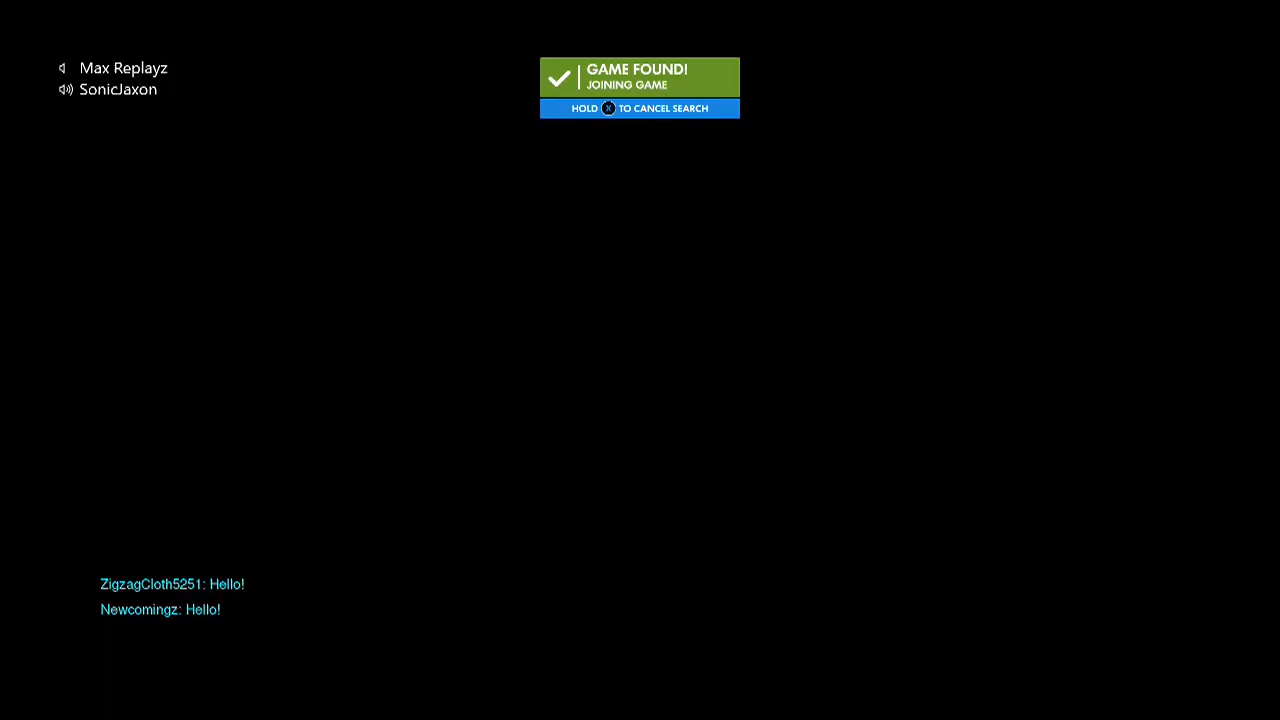 Max Replayz
SonicJaxon
GAME FOUND!
JOINING GAME
HOLD X TO CANCEL SEARCH
ZigzagCloth5251: Hello!
Newcomingz: Hello!